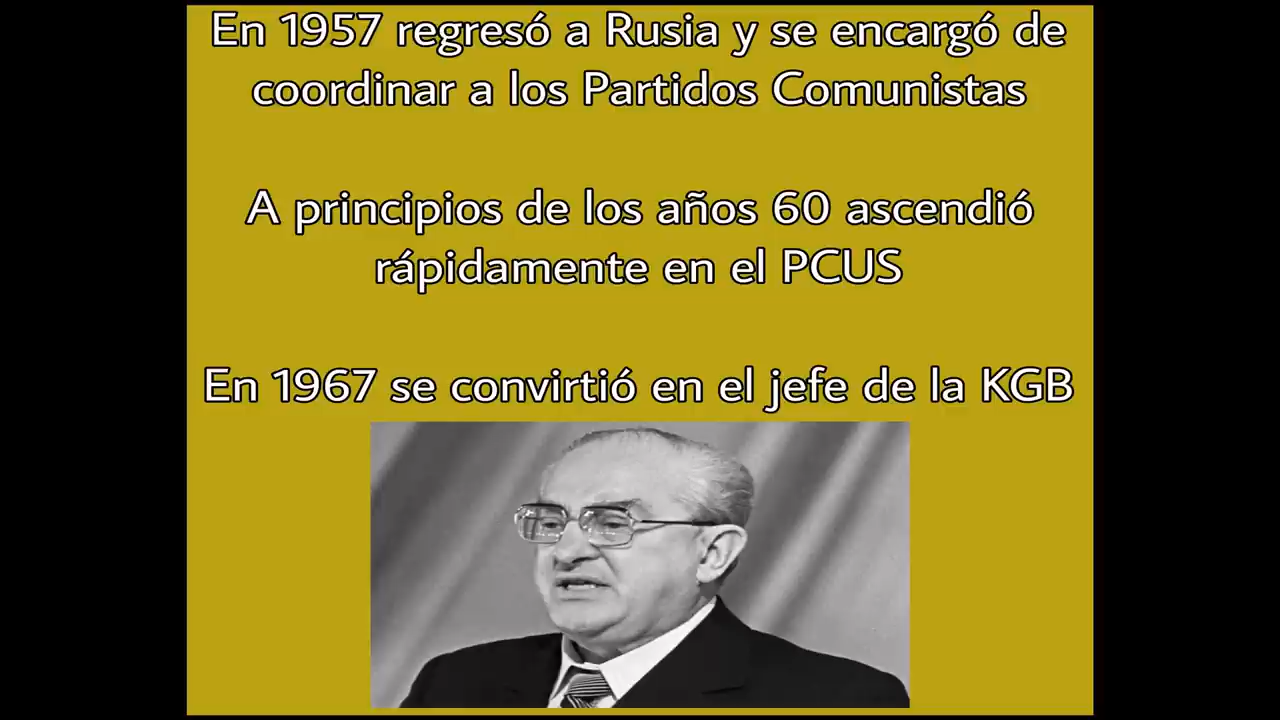 En 1957 regresó a Rusia y se encargó de
coordinar a los Partidos Comunistas
A principios de los años 60 ascendió
rápidamente en el PCUS
En 1967 se convirtió en el jefe de la KGB